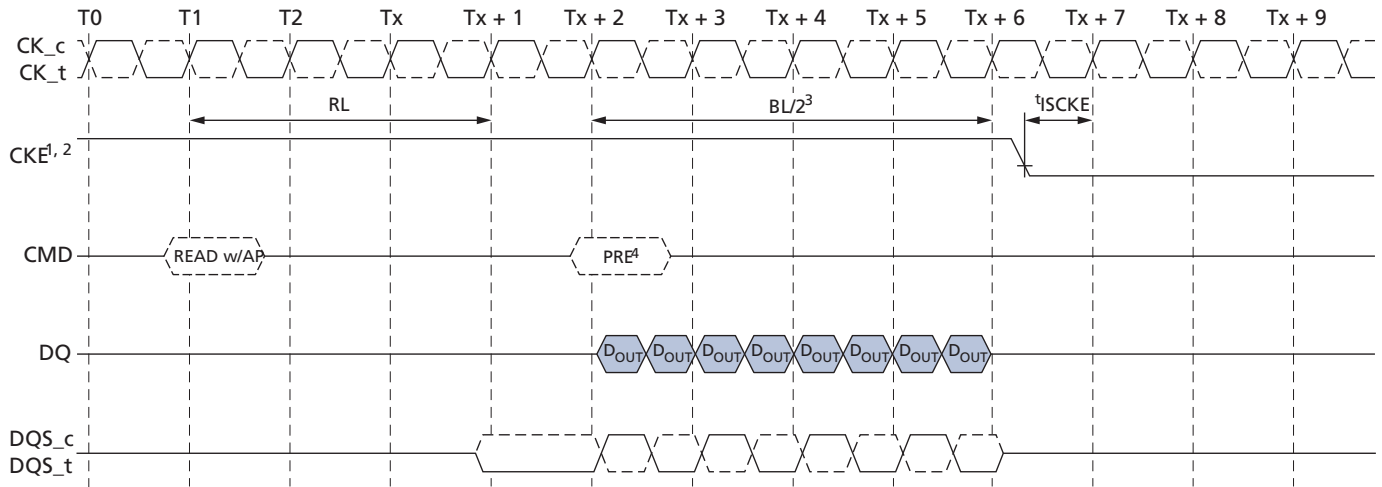 T0 T1 T2 Tx Tx + 1 Tx + 2 Tx + 3 Tx + 4 Tx + 5 Tx + 6 Tx + 7 Tx + 8 Tx + 9
CK_c
CK_t
RL BL/2³ ᵗISCKE
CKE¹˒ ²
CMD READ w/AP PRE⁴
DQ DOUT DOUT DOUT DOUT DOUT DOUT DOUT DOUT
DQS_c
DQS_t